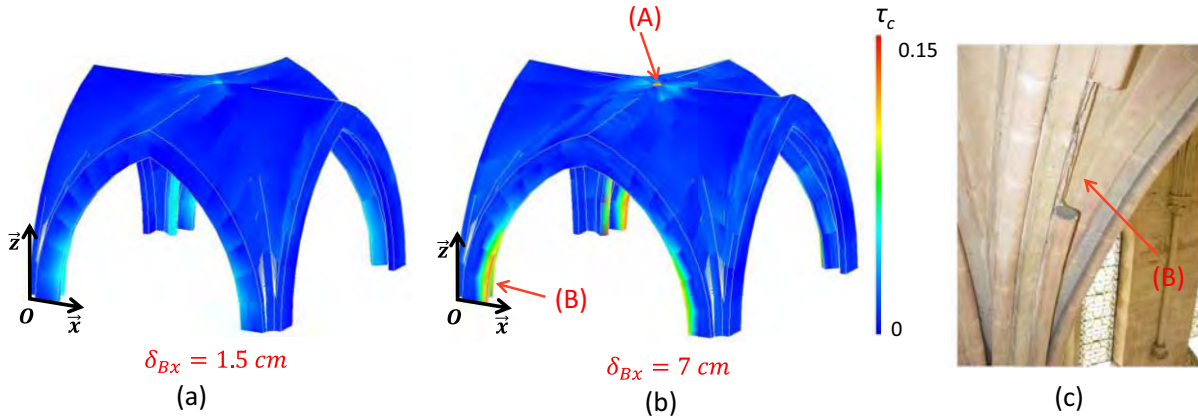 (A)
τc
0.15
z⃗
O
x⃗
z⃗
O
x⃗
(B)
(B)
0
δBx = 1.5 cm
δBx = 7 cm
(a)
(b)
(c)